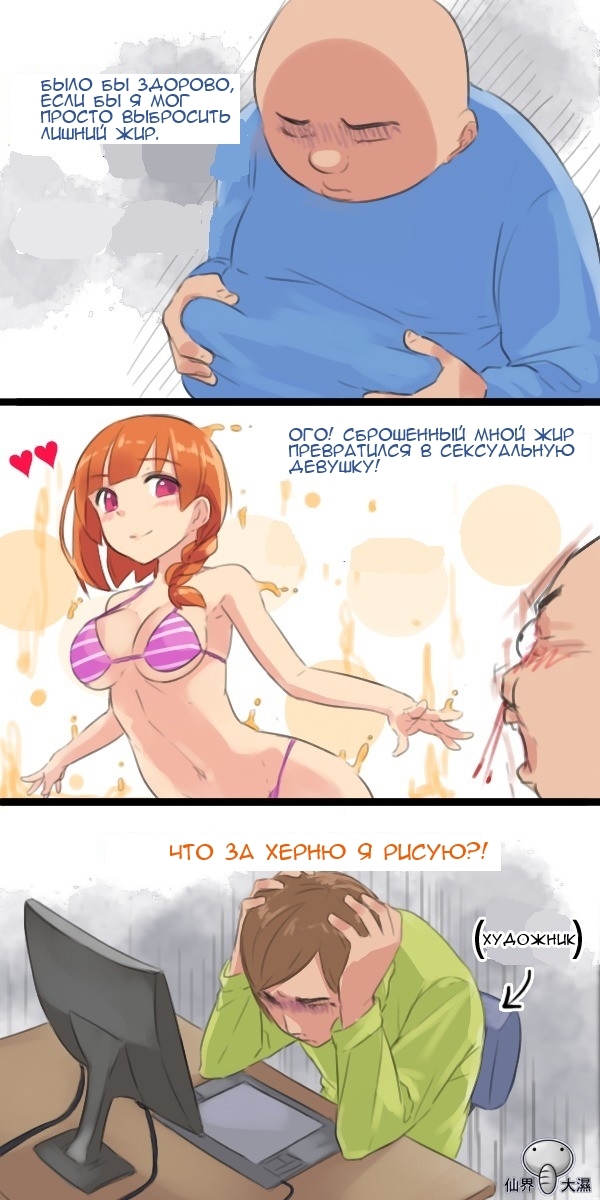 БЫЛО БЫ ЗДОРОВО,
ЕСЛИ БЫ Я МОГ
ПРОСТО ВЫБРОСИТЬ
ЛИШНИЙ ЖИР.
ОГО! СБРОШЕННЫЙ МНОЙ ЖИР
ПРЕВРАТИЛСЯ В СЕКСУАЛЬНУЮ
ДЕВУШКУ!
ЧТО ЗА ХЕРНЮ Я РИСУЮ?!
(ХУДОЖНИК)
仙界大濕